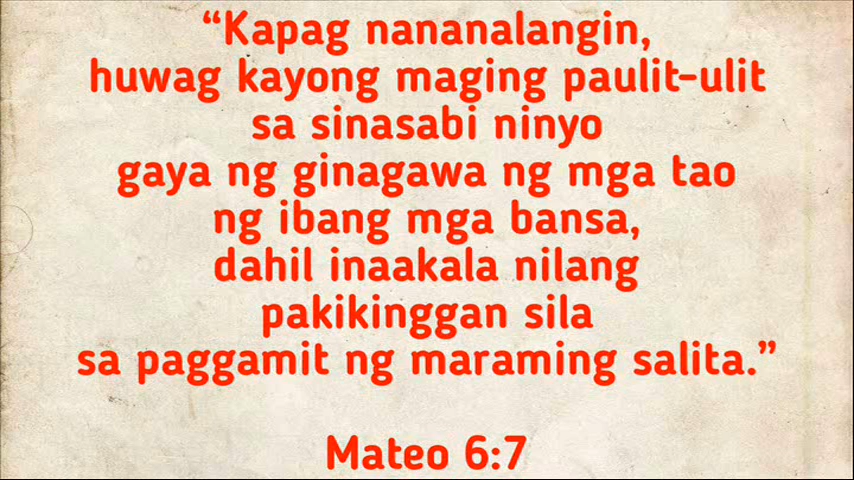 “Kapag nananalangin,
huwag kayong maging paulit-ulit
sa sinasabi ninyo
gaya ng ginagawa ng mga tao
ng ibang mga bansa,
dahil inaakala nilang
pakikinggan sila
sa paggamit ng maraming salita.”
Mateo 6:7